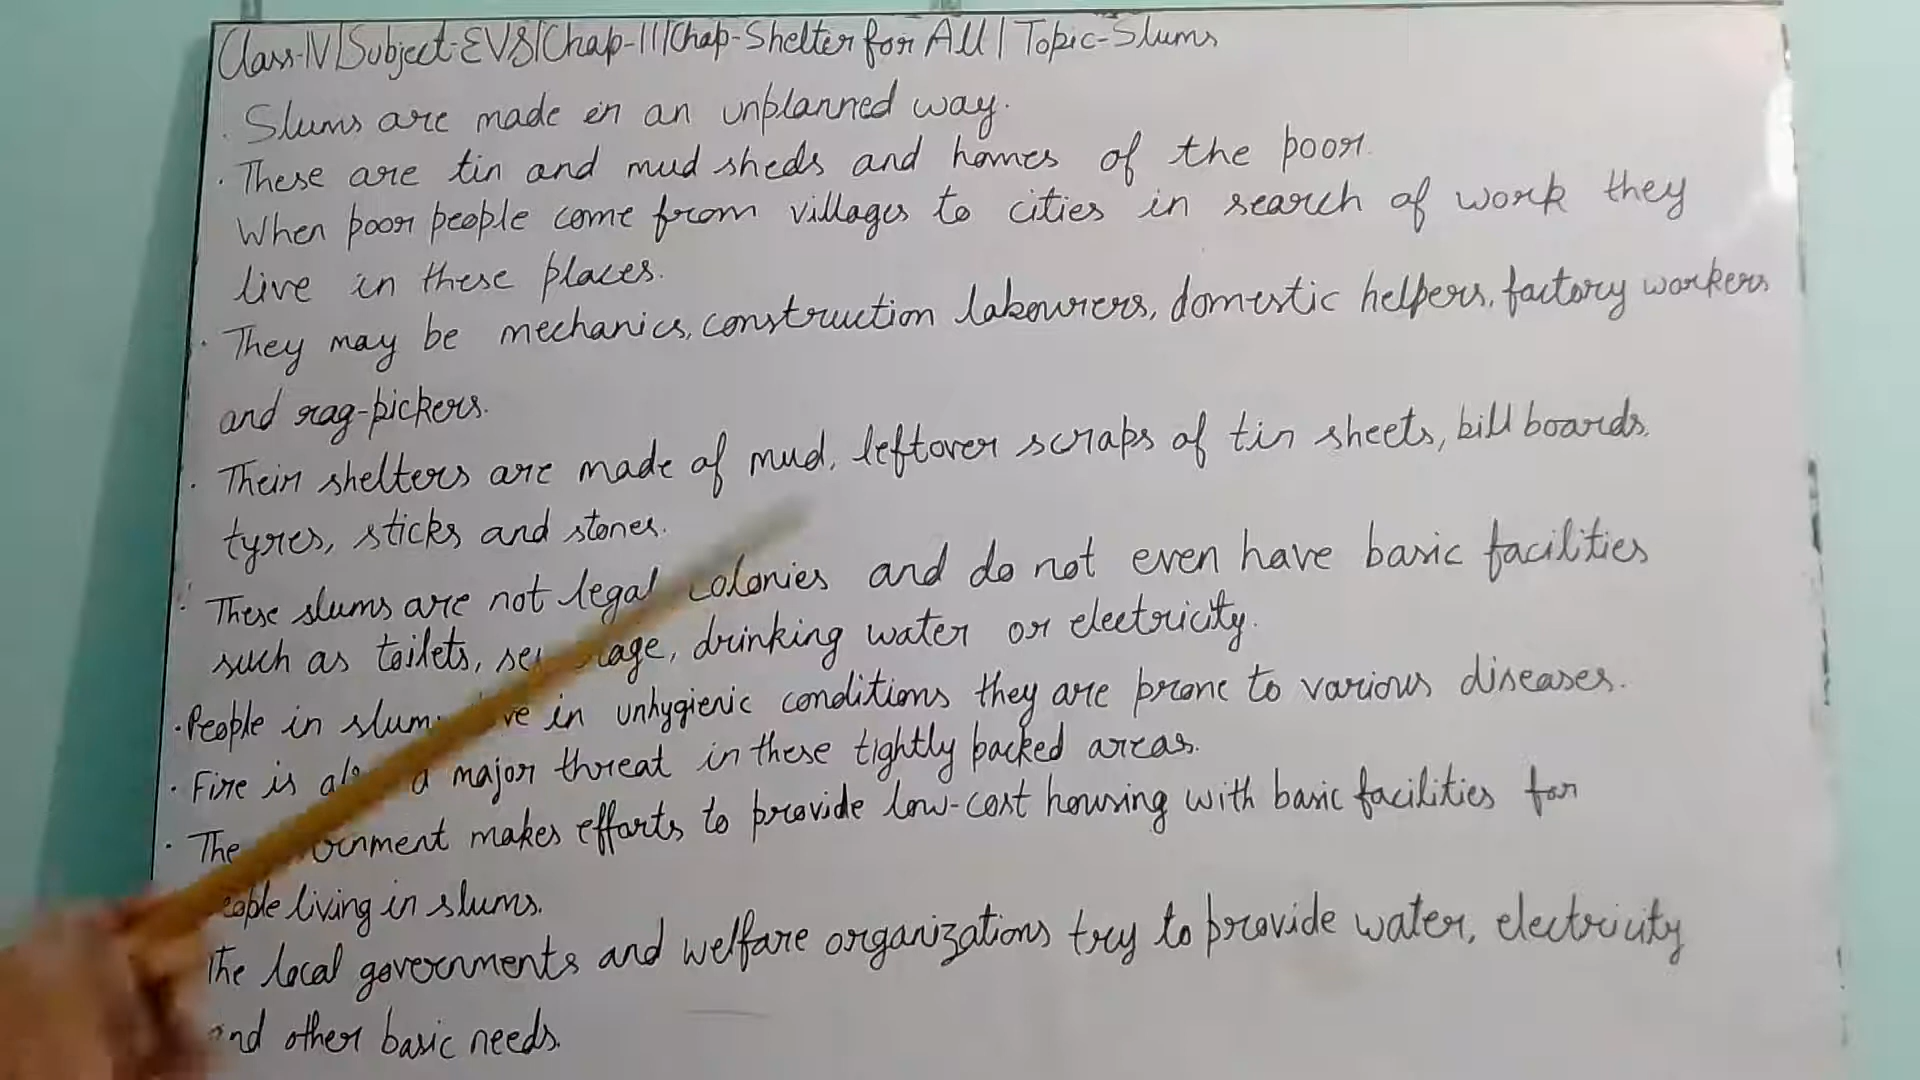 Class-IV|Subject-EVS|Chap-11|Chap-Shelter for All|Topic-Slums
. Slums are made in an unplanned way.
. These are tin and mud sheds and homes of the poor.
When poor people come from villages to cities in search of work they
live in these places.
. They may be mechanics, construction labourers, domestic helpers, factory workers
and rag-pickers.
. Their shelters are made of mud, leftover scraps of tin sheets, bill boards,
tyres, sticks and stones.
. These slums are not legal colonies and do not even have basic facilities
such as toilets, drinking water or electricity.
. People in in unhygienic conditions they are prone to various diseases.
. Fire is a major threat in these tightly packed areas.
. The makes efforts to provide low-cost housing with basic facilities for
living in slums.
The local governments and welfare organizations try to provide water, electricity
and other basic needs.